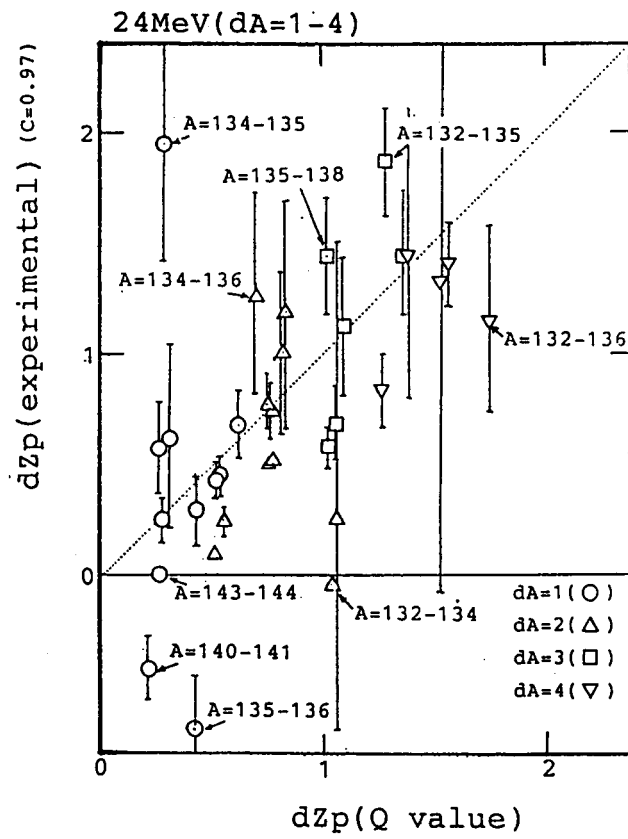 24MeV(dA=1-4)
dZp(experimental) (C=0.97)
2
1
0
A=134-135
A=132-135
A=135-138
A=134-136
A=132-136
A=143-144
A=132-134
A=140-141
A=135-136
dA=1(○)
dA=2(△)
dA=3(□)
dA=4(▽)
0
1
2
dZp(Q value)